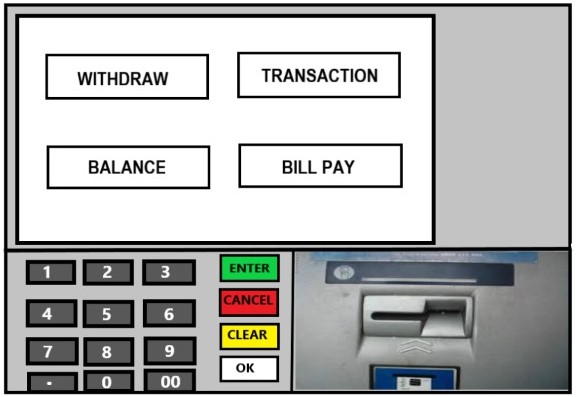 WITHDRAW TRANSACTION
BALANCE BILL PAY
1 2 3 ENTER
4 5 6 CANCEL
7 8 9 CLEAR
. 0 00 OK